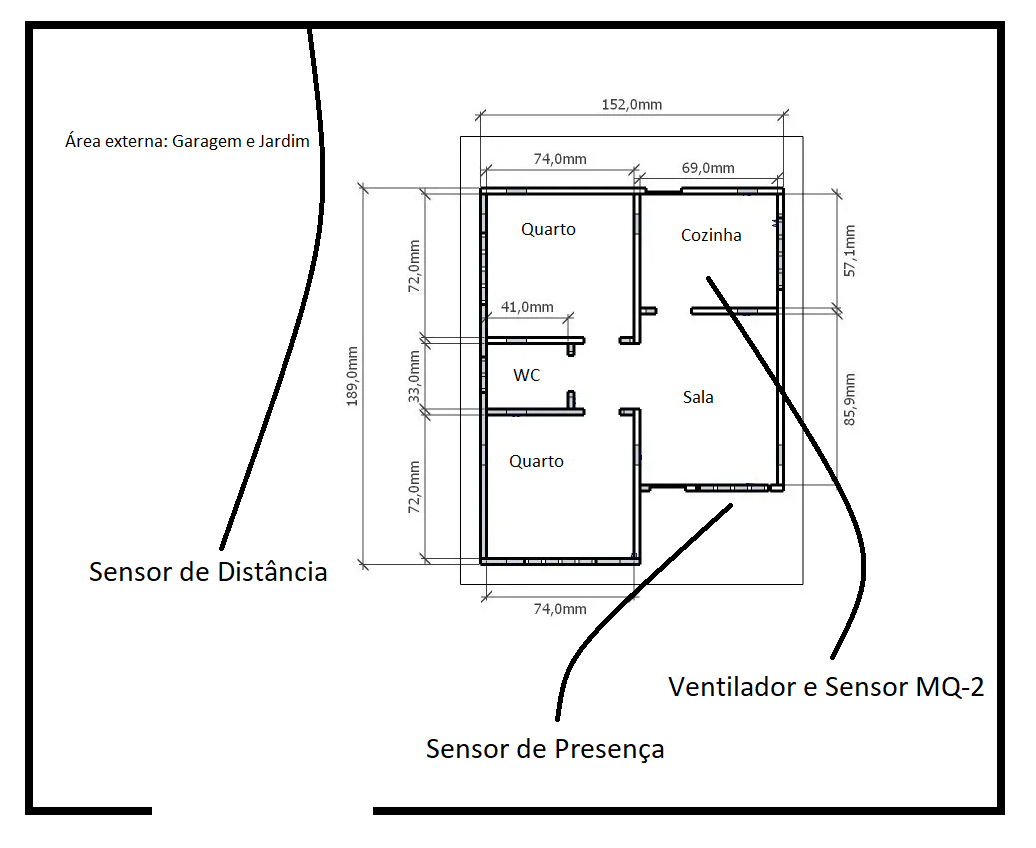 152,0mm
Área externa: Garagem e Jardim
74,0mm
69,0mm
Quarto
Cozinha
72,0mm
57,1mm
41,0mm
189,0mm
33,0mm
WC
Sala
85,9mm
Quarto
72,0mm
Sensor de Distância
74,0mm
Ventilador e Sensor MQ-2
Sensor de Presença